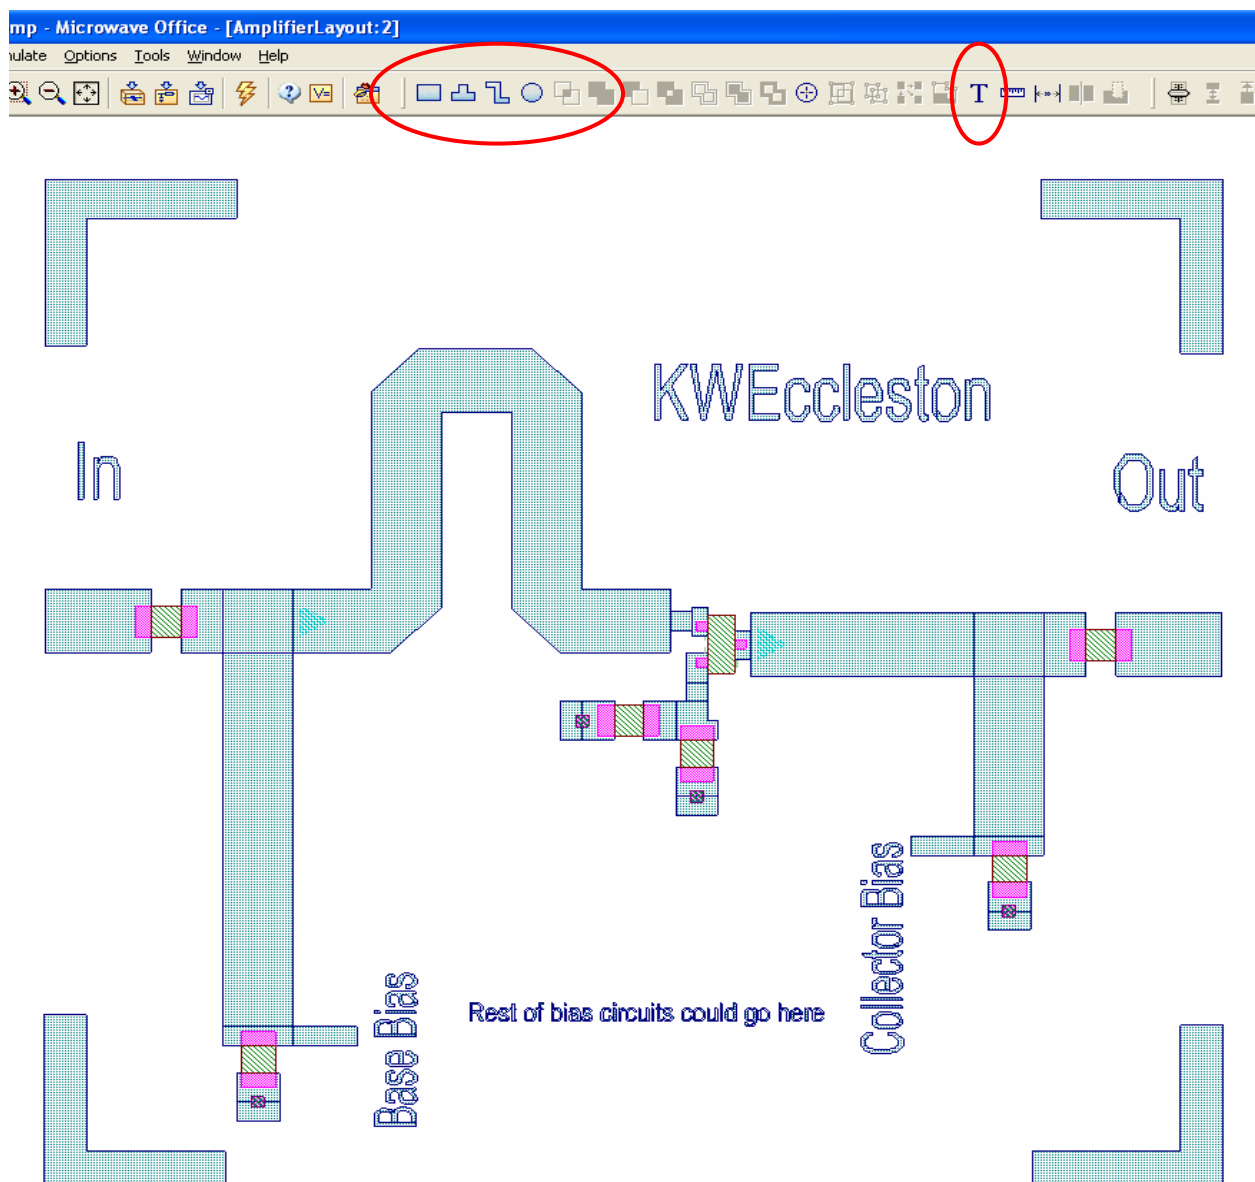 mp - Microwave Office - [AmplifierLayout:2]
nulate Options Tools Window Help
T
KWEccleston
In
Out
Collector Bias
Base Bias
Rest of bias circuits could go here